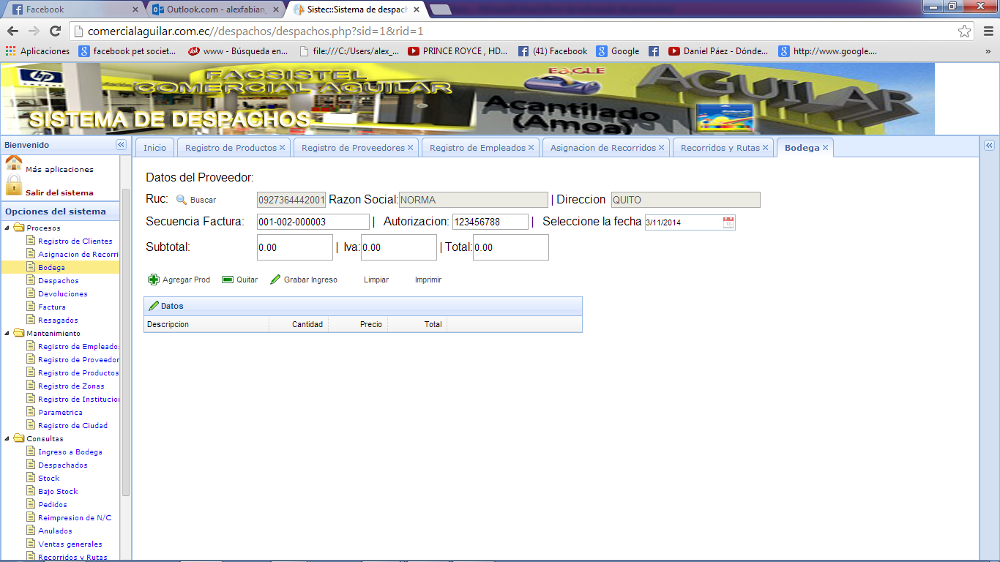 Facebook
Outlook.com - alexfabian_
Sistec::Sistema de despach
comercialaguilar.com.ec//despachos/despachos.php?sid=1&rid=1
Aplicaciones
facebook pet societ...
www - Búsqueda en...
file:///C:/Users/alex_...
PRINCE ROYCE , HD...
(41) Facebook
Google
Daniel Páez - Dónde...
http://www.google....
»
hp
FACSISTEL
COMERCIAL AGUILAR
SISTEMA DE DESPACHOS
EAGLE
Acantilado
(Amoa)
AGUILAR
Bienvenido
Más aplicaciones
Salir del sistema
Opciones del sistema
Procesos
Registro de Clientes
Asignacion de Recorri
Bodega
Despachos
Devoluciones
Factura
Resagados
Mantenimiento
Registro de Empleados
Registro de Proveedor
Registro de Productos
Registro de Zonas
Registro de Institucion
Parametrica
Registro de Ciudad
Consultas
Ingreso a Bodega
Despachados
Stock
Bajo Stock
Pedidos
Reimpresion de N/C
Anulados
Ventas generales
Recorridos y Rutas
Inicio
Registro de Productos
Registro de Proveedores
Registro de Empleados
Asignacion de Recorridos
Recorridos y Rutas
Bodega
Datos del Proveedor:
Ruc: Buscar 0927364442001 Razon Social: NORMA | Direccion QUITO
Secuencia Factura: 001-002-000003 | Autorizacion: 123456788 | Seleccione la fecha 3/11/2014
Subtotal: 0.00 | Iva: 0.00 | Total: 0.00
Agregar Prod Quitar Grabar Ingreso Limpiar Imprimir
Datos
Descripcion Cantidad Precio Total